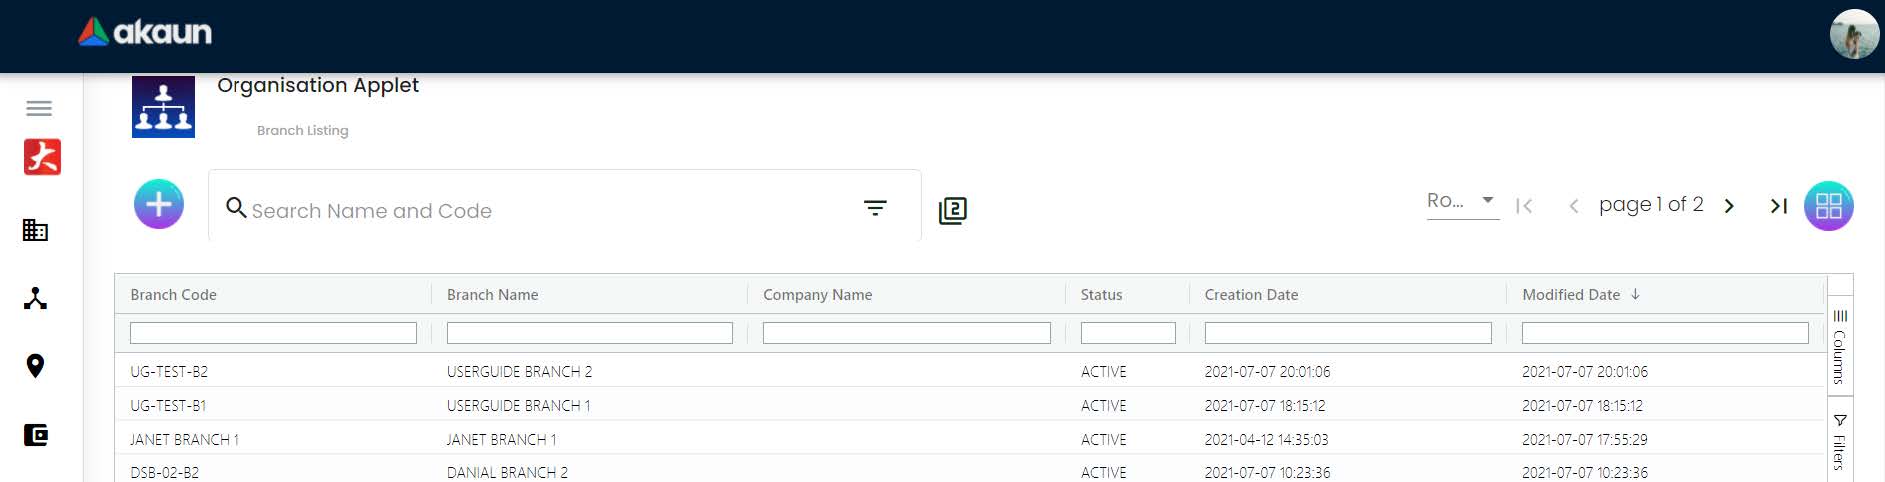 akaun
Organisation Applet
Branch Listing
大
Search Name and Code
2
Ro...
page 1 of 2
Branch Code Branch Name Company Name Status Creation Date Modified Date
Columns
UG-TEST-B2 USERGUIDE BRANCH 2 ACTIVE 2021-07-07 20:01:06 2021-07-07 20:01:06
UG-TEST-B1 USERGUIDE BRANCH 1 ACTIVE 2021-07-07 18:15:12 2021-07-07 18:15:12
JANET BRANCH 1 JANET BRANCH 1 ACTIVE 2021-04-12 14:35:03 2021-07-07 17:55:29
Filters
DSB-02-B2 DANIAL BRANCH 2 ACTIVE 2021-07-07 10:23:36 2021-07-07 10:23:36